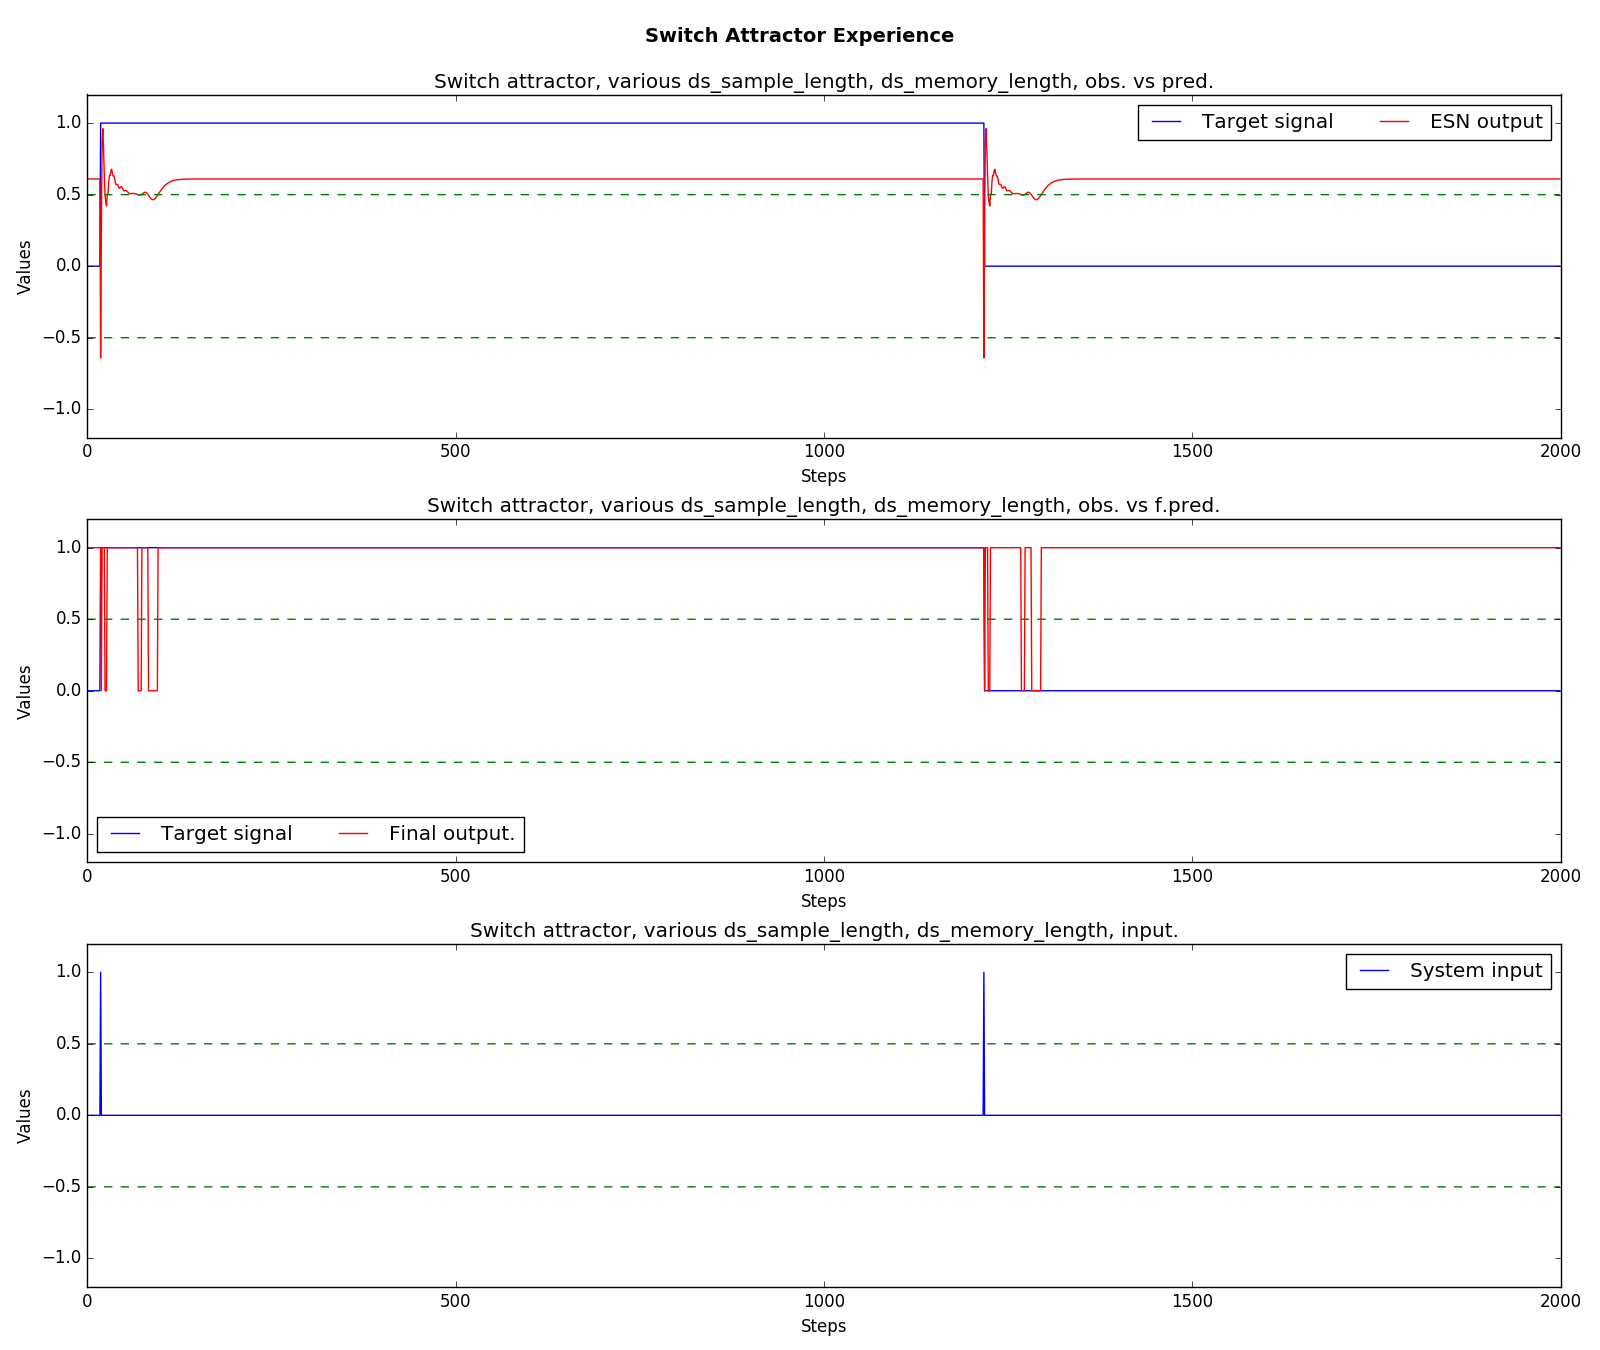 Switch Attractor Experience
Switch attractor, various ds_sample_length, ds_memory_length, obs. vs pred.
Target signal ESN output
1.0
0.5
0.0
−0.5
−1.0
Values
0 500 1000 1500 2000
Steps
Switch attractor, various ds_sample_length, ds_memory_length, obs. vs f.pred.
1.0
0.5
0.0
−0.5
−1.0
Values
Target signal Final output.
0 500 1000 1500 2000
Steps
Switch attractor, various ds_sample_length, ds_memory_length, input.
System input
1.0
0.5
0.0
−0.5
−1.0
Values
0 500 1000 1500 2000
Steps